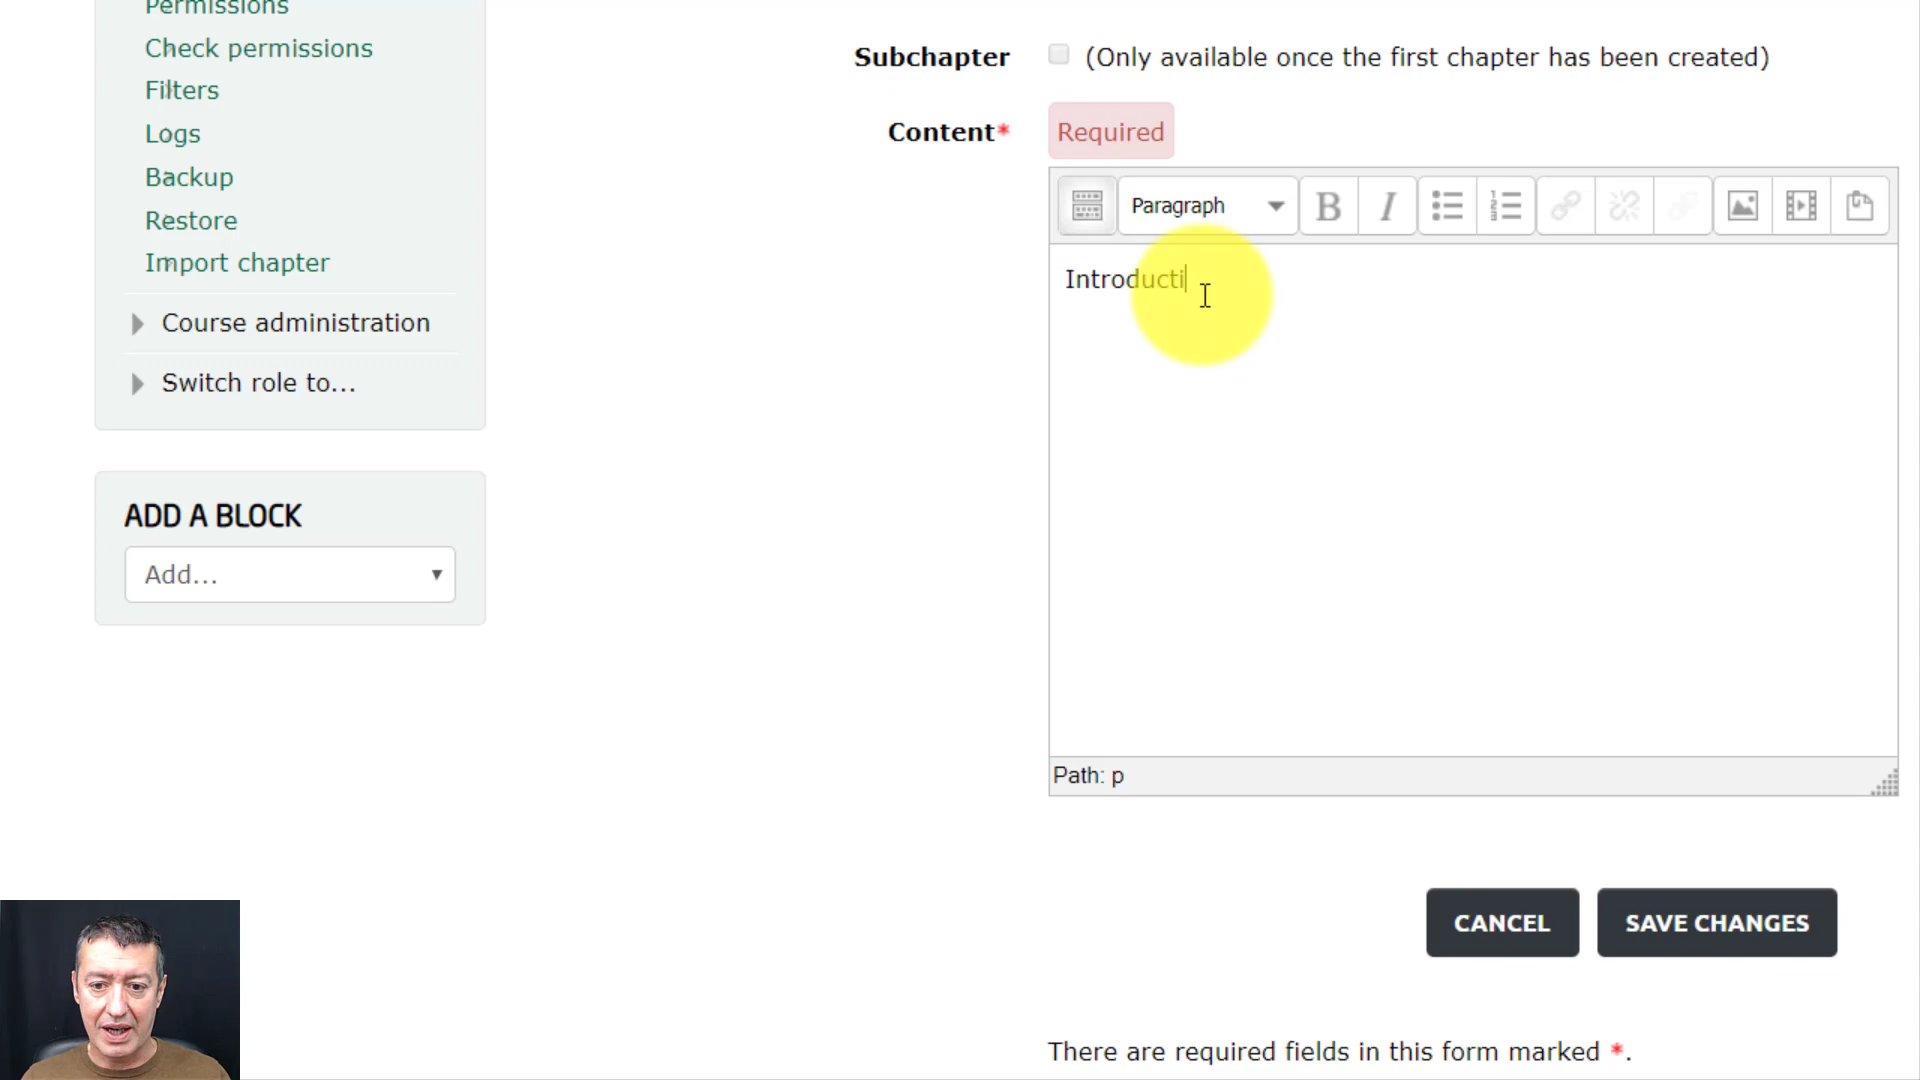 Permissions
Check permissions
Filters
Logs
Backup
Restore
Import chapter
Course administration
Switch role to...
ADD A BLOCK
Add...
Subchapter
(Only available once the first chapter has been created)
Content*
Required
Paragraph
B I
Introducti
Path: p
CANCEL
SAVE CHANGES
There are required fields in this form marked *.